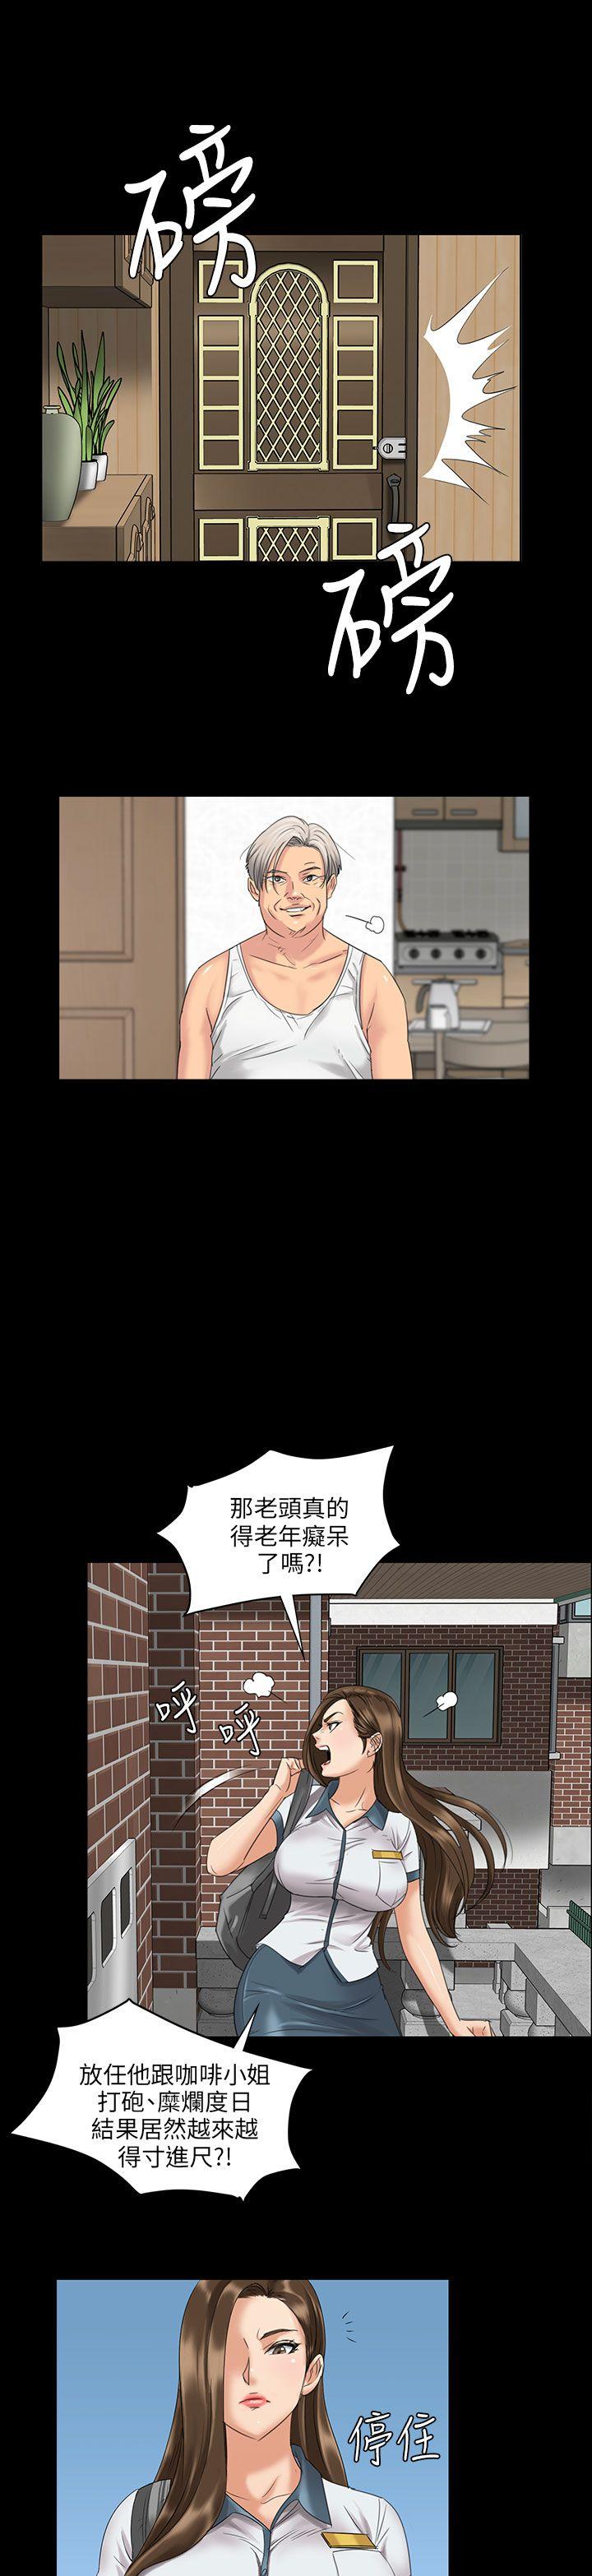 磅
磅
那老頭真的
得老年癡呆
了嗎?!
呼
呼
放任他跟咖啡小姐
打砲、糜爛度日
結果居然越來越
得寸進尺?!
停住